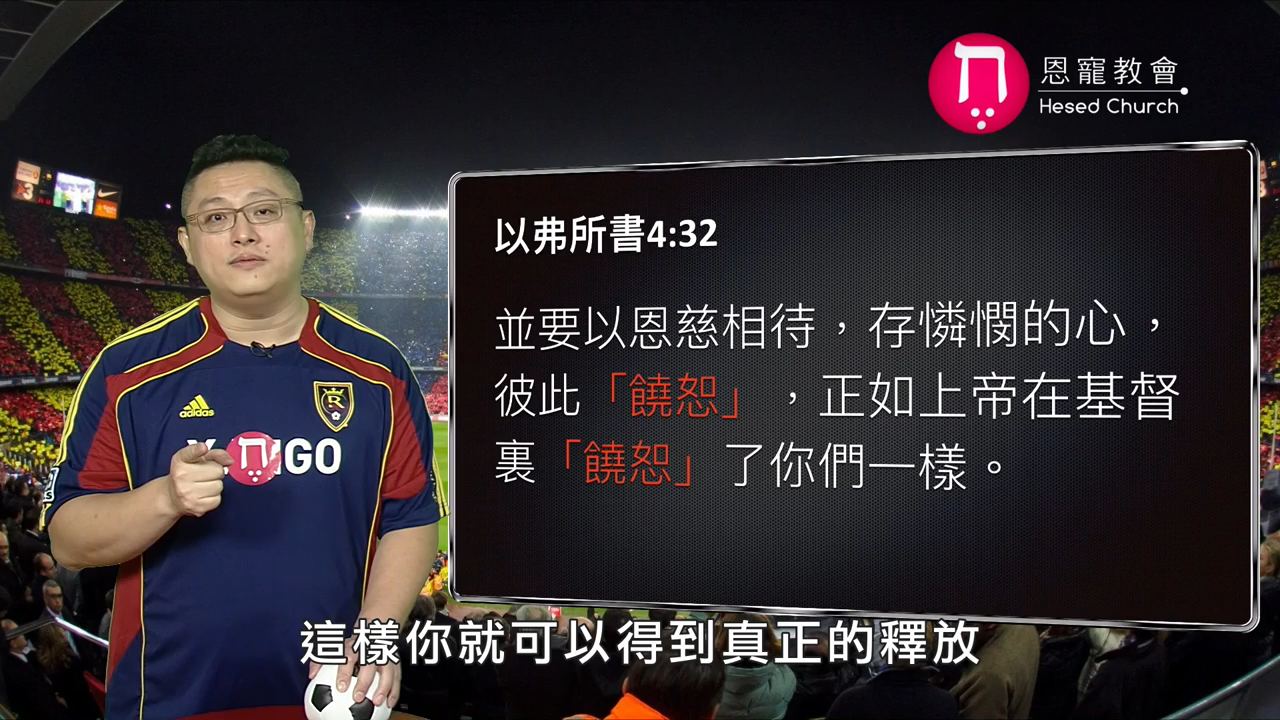 恩寵教會
Hesed Church
以弗所書4:32
並要以恩慈相待，存憐憫的心，
彼此「饒恕」，正如上帝在基督
裏「饒恕」了你們一樣。
adidas
這樣你就可以得到真正的釋放